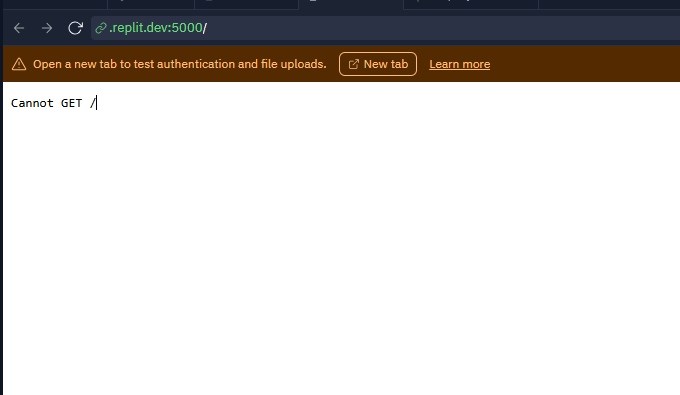 .replit.dev:5000/
Open a new tab to test authentication and file uploads. New tab Learn more
Cannot GET /